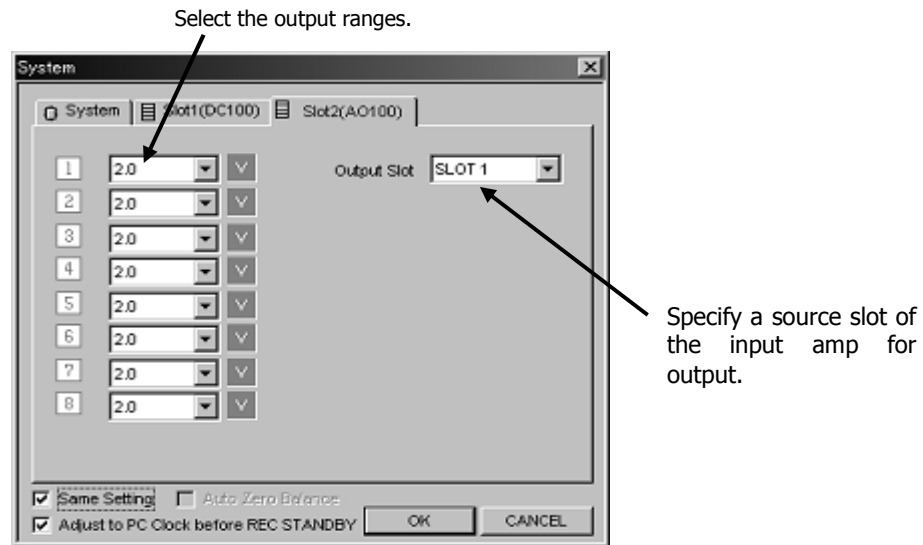 Select the output ranges.
System
System Slot1(DC100) Slot2(AO100)
1 2.0 V Output Slot SLOT 1
2 2.0 V
3 2.0 V
4 2.0 V
5 2.0 V
6 2.0 V
7 2.0 V
8 2.0 V
Specify a source slot of
the input amp for
output.
Same Setting Auto Zero Balance
Adjust to PC Clock before REC STANDBY OK CANCEL